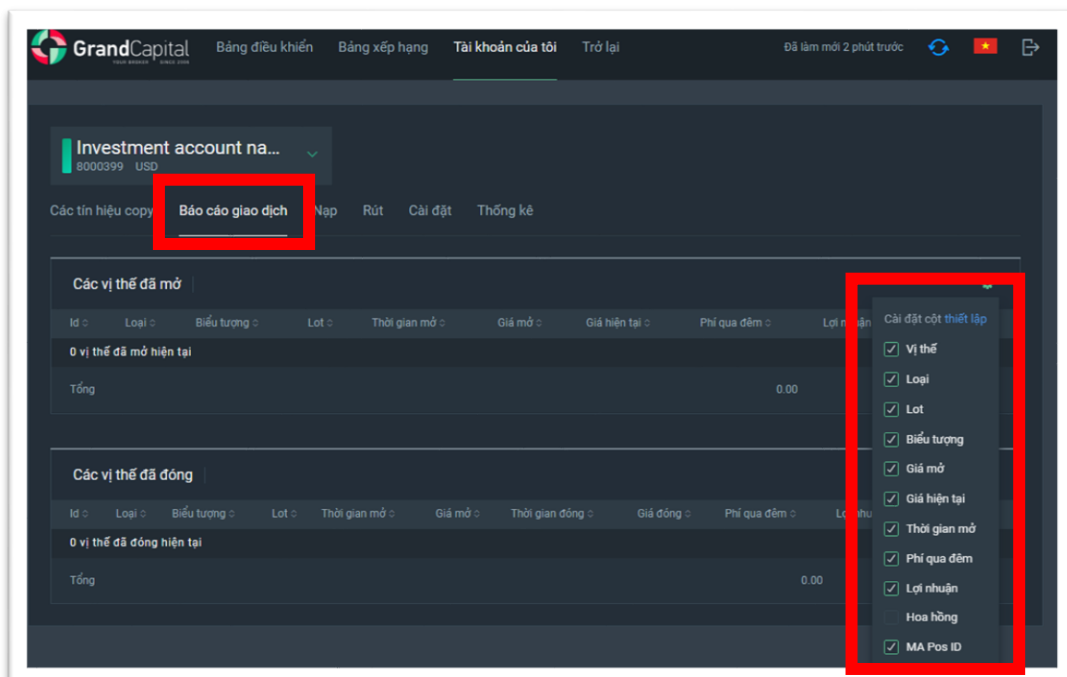 GrandCapital Bảng điều khiển Bảng xếp hạng Tài khoản của tôi Trở lại Đã làm mới 2 phút trước
YOUR BROKER SINCE 2006
Investment account na...
8000399 USD
Các tín hiệu copy Báo cáo giao dịch Nạp Rút Cài đặt Thống kê
Các vị thế đã mở
Id Loại Biểu tượng Lot Thời gian mở Giá mở Giá hiện tại Phí qua đêm
0 vị thế đã mở hiện tại
Tổng 0.00
Các vị thế đã đóng
Id Loại Biểu tượng Lot Thời gian mở Giá mở Thời gian đóng Giá đóng Phí qua đêm
0 vị thế đã đóng hiện tại
Tổng 0.00
Cài đặt cột thiết lập
Vị thế
Loại
Lot
Biểu tượng
Giá mở
Giá hiện tại
Thời gian mở
Phí qua đêm
Lợi nhuận
Hoa hồng
MA Pos ID